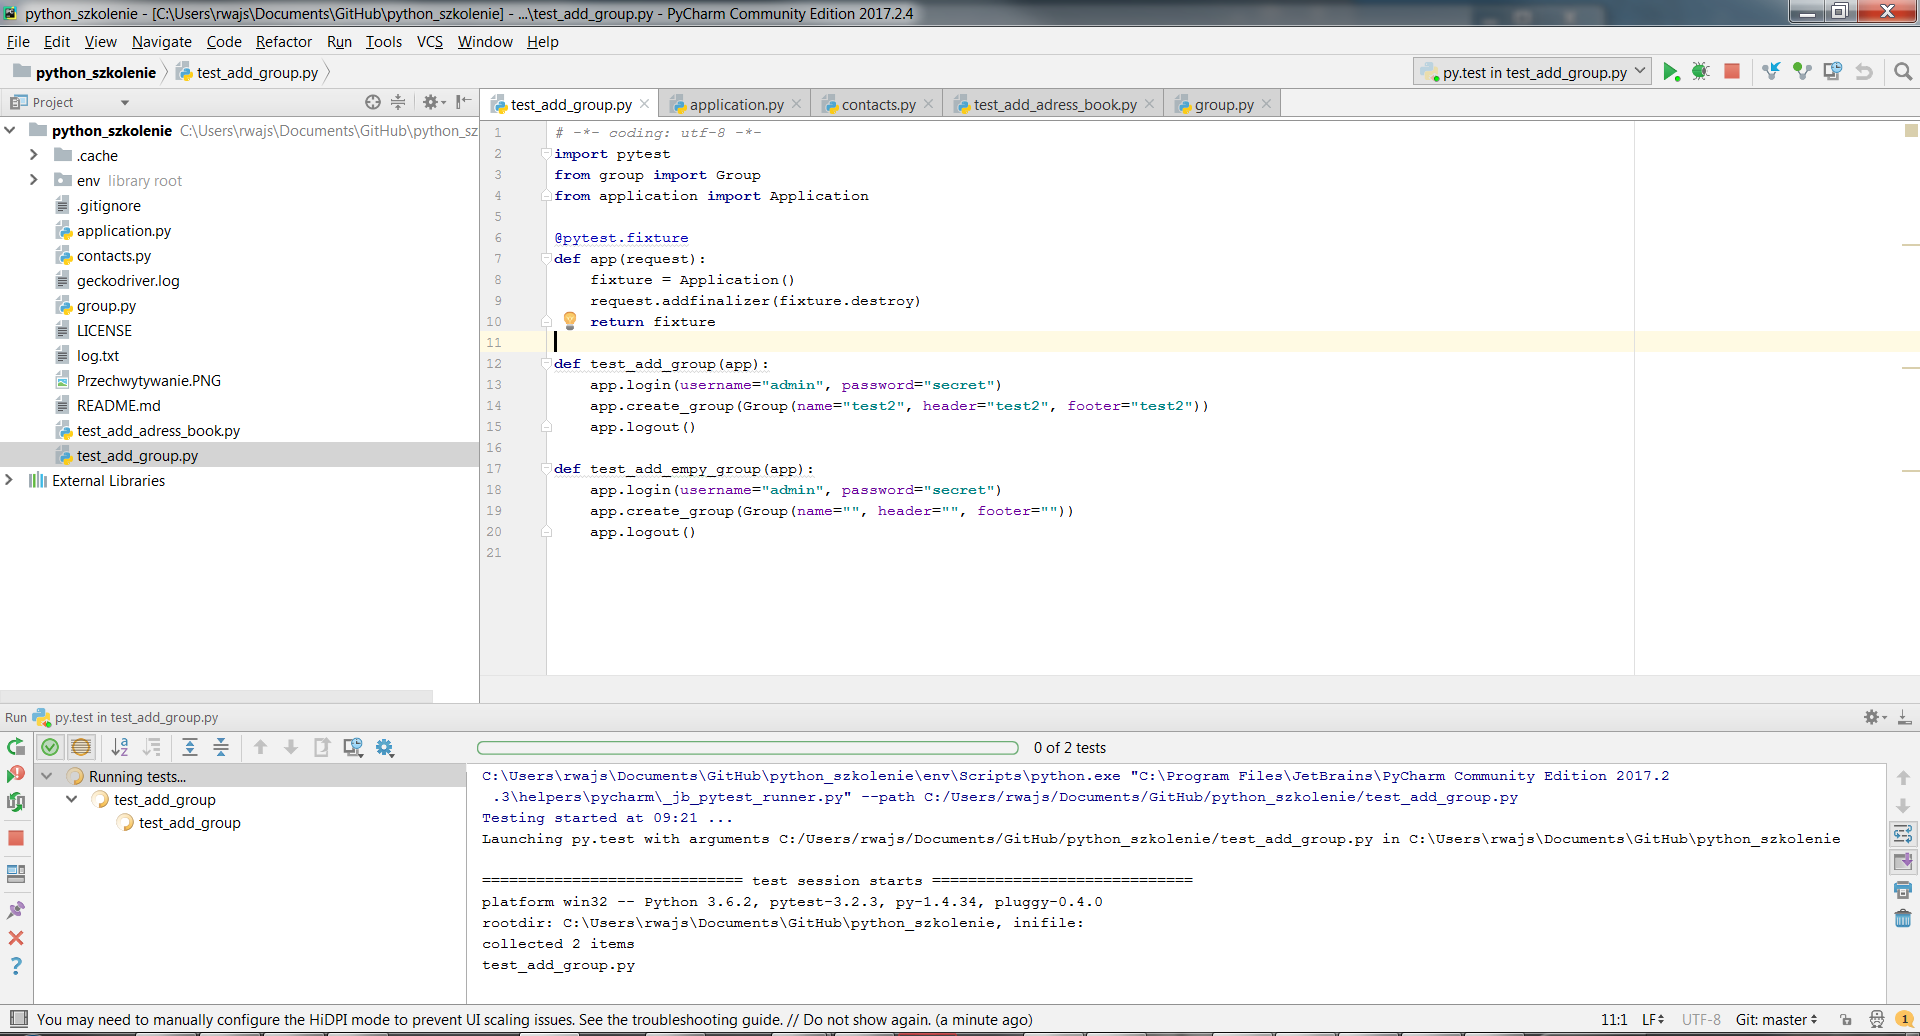 python_szkolenie - [C:\Users\rwajs\Documents\GitHub\python_szkolenie] - ...\test_add_group.py - PyCharm Community Edition 2017.2.4
File Edit View Navigate Code Refactor Run Tools VCS Window Help
python_szkolenie test_add_group.py py.test in test_add_group.py
Project
test_add_group.py application.py contacts.py test_add_adress_book.py group.py
python_szkolenie C:\Users\rwajs\Documents\GitHub\python_sz
.cache
env library root
.gitignore
application.py
contacts.py
geckodriver.log
group.py
LICENSE
log.txt
Przechwytywanie.PNG
README.md
test_add_adress_book.py
test_add_group.py
External Libraries
1 # -*- coding: utf-8 -*-
2 import pytest
3 from group import Group
4 from application import Application
5
6 @pytest.fixture
7 def app(request):
8 fixture = Application()
9 request.addfinalizer(fixture.destroy)
10 return fixture
11
12 def test_add_group(app):
13 app.login(username="admin", password="secret")
14 app.create_group(Group(name="test2", header="test2", footer="test2"))
15 app.logout()
16
17 def test_add_empy_group(app):
18 app.login(username="admin", password="secret")
19 app.create_group(Group(name="", header="", footer=""))
20 app.logout()
21
Run py.test in test_add_group.py
0 of 2 tests
Running tests...
test_add_group
test_add_group
C:\Users\rwajs\Documents\GitHub\python_szkolenie\env\Scripts\python.exe "C:\Program Files\JetBrains\PyCharm Community Edition 2017.2
.3\helpers\pycharm\_jb_pytest_runner.py" --path C:/Users/rwajs/Documents/GitHub/python_szkolenie/test_add_group.py
Testing started at 09:21 ...
Launching py.test with arguments C:/Users/rwajs/Documents/GitHub/python_szkolenie/test_add_group.py in C:\Users\rwajs\Documents\GitHub\python_szkolenie
============================= test session starts =============================
platform win32 -- Python 3.6.2, pytest-3.2.3, py-1.4.34, pluggy-0.4.0
rootdir: C:\Users\rwajs\Documents\GitHub\python_szkolenie, inifile:
collected 2 items
test_add_group.py
You may need to manually configure the HiDPI mode to prevent UI scaling issues. See the troubleshooting guide. // Do not show again. (a minute ago) 11:1 LF UTF-8 Git: master 1